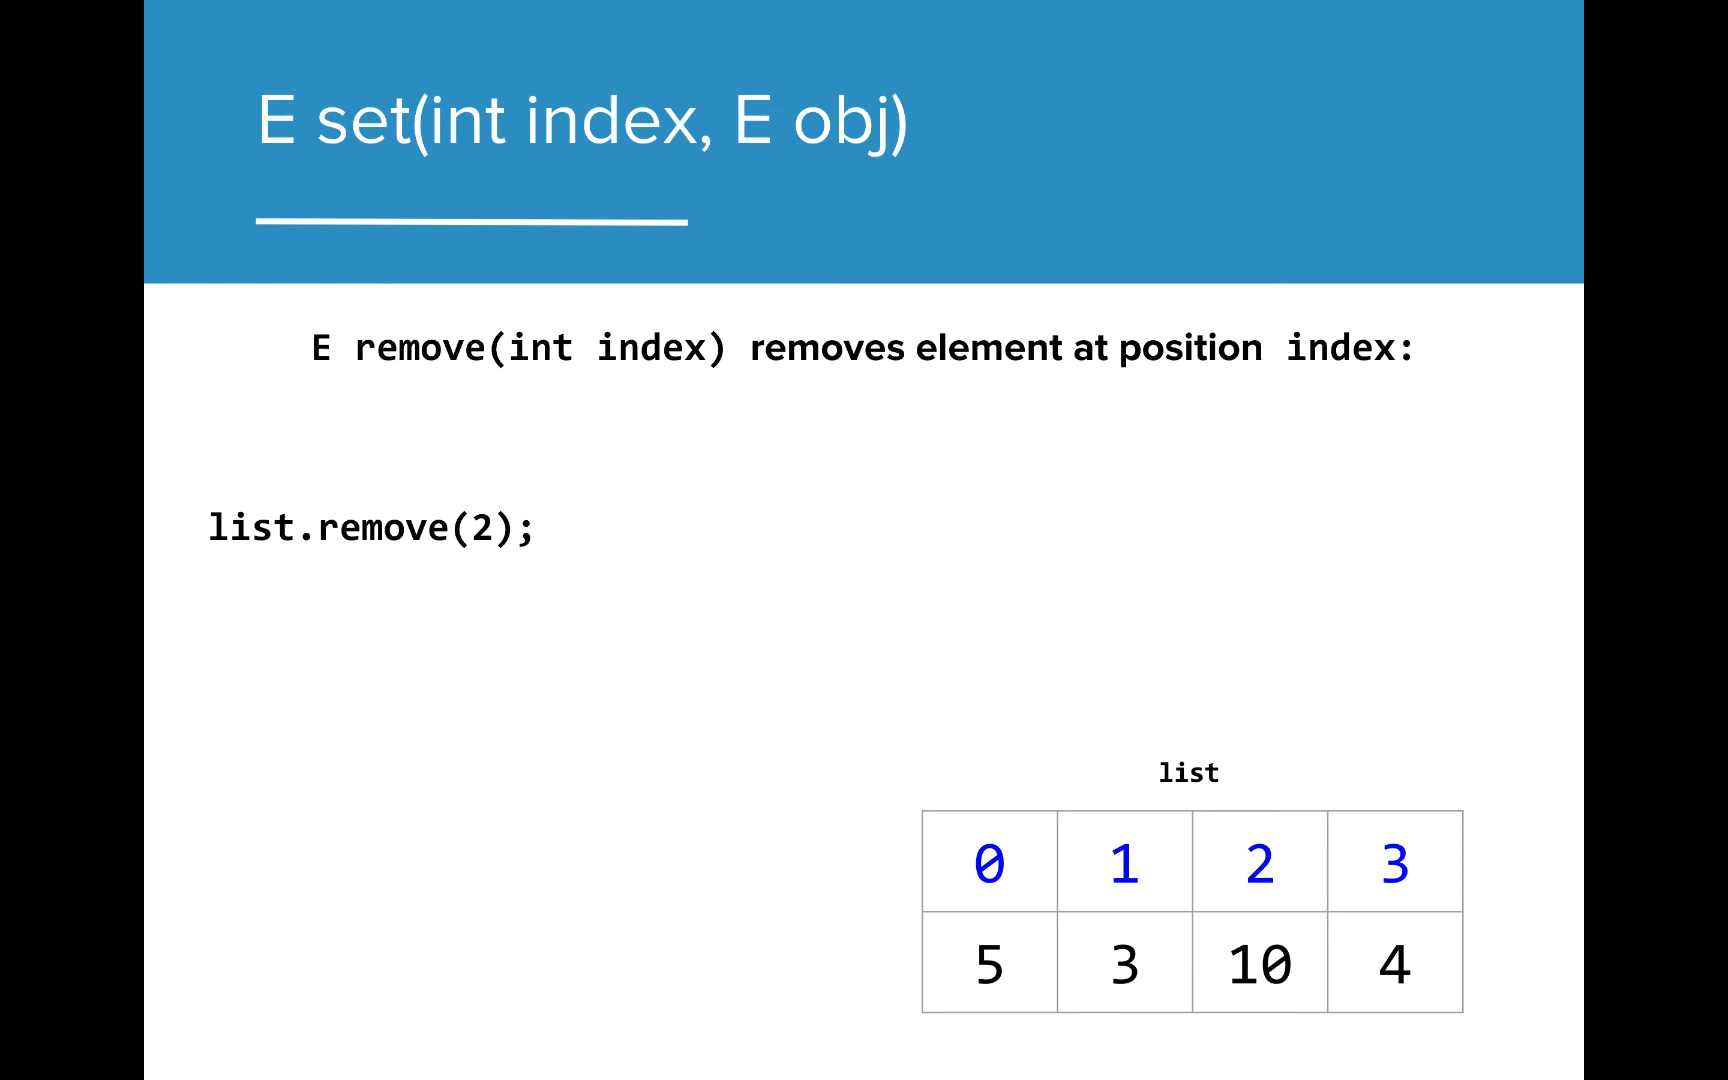 E set(int index, E obj)
E remove(int index) removes element at position index:
list.remove(2);
list
0 1 2 3
5 3 10 4